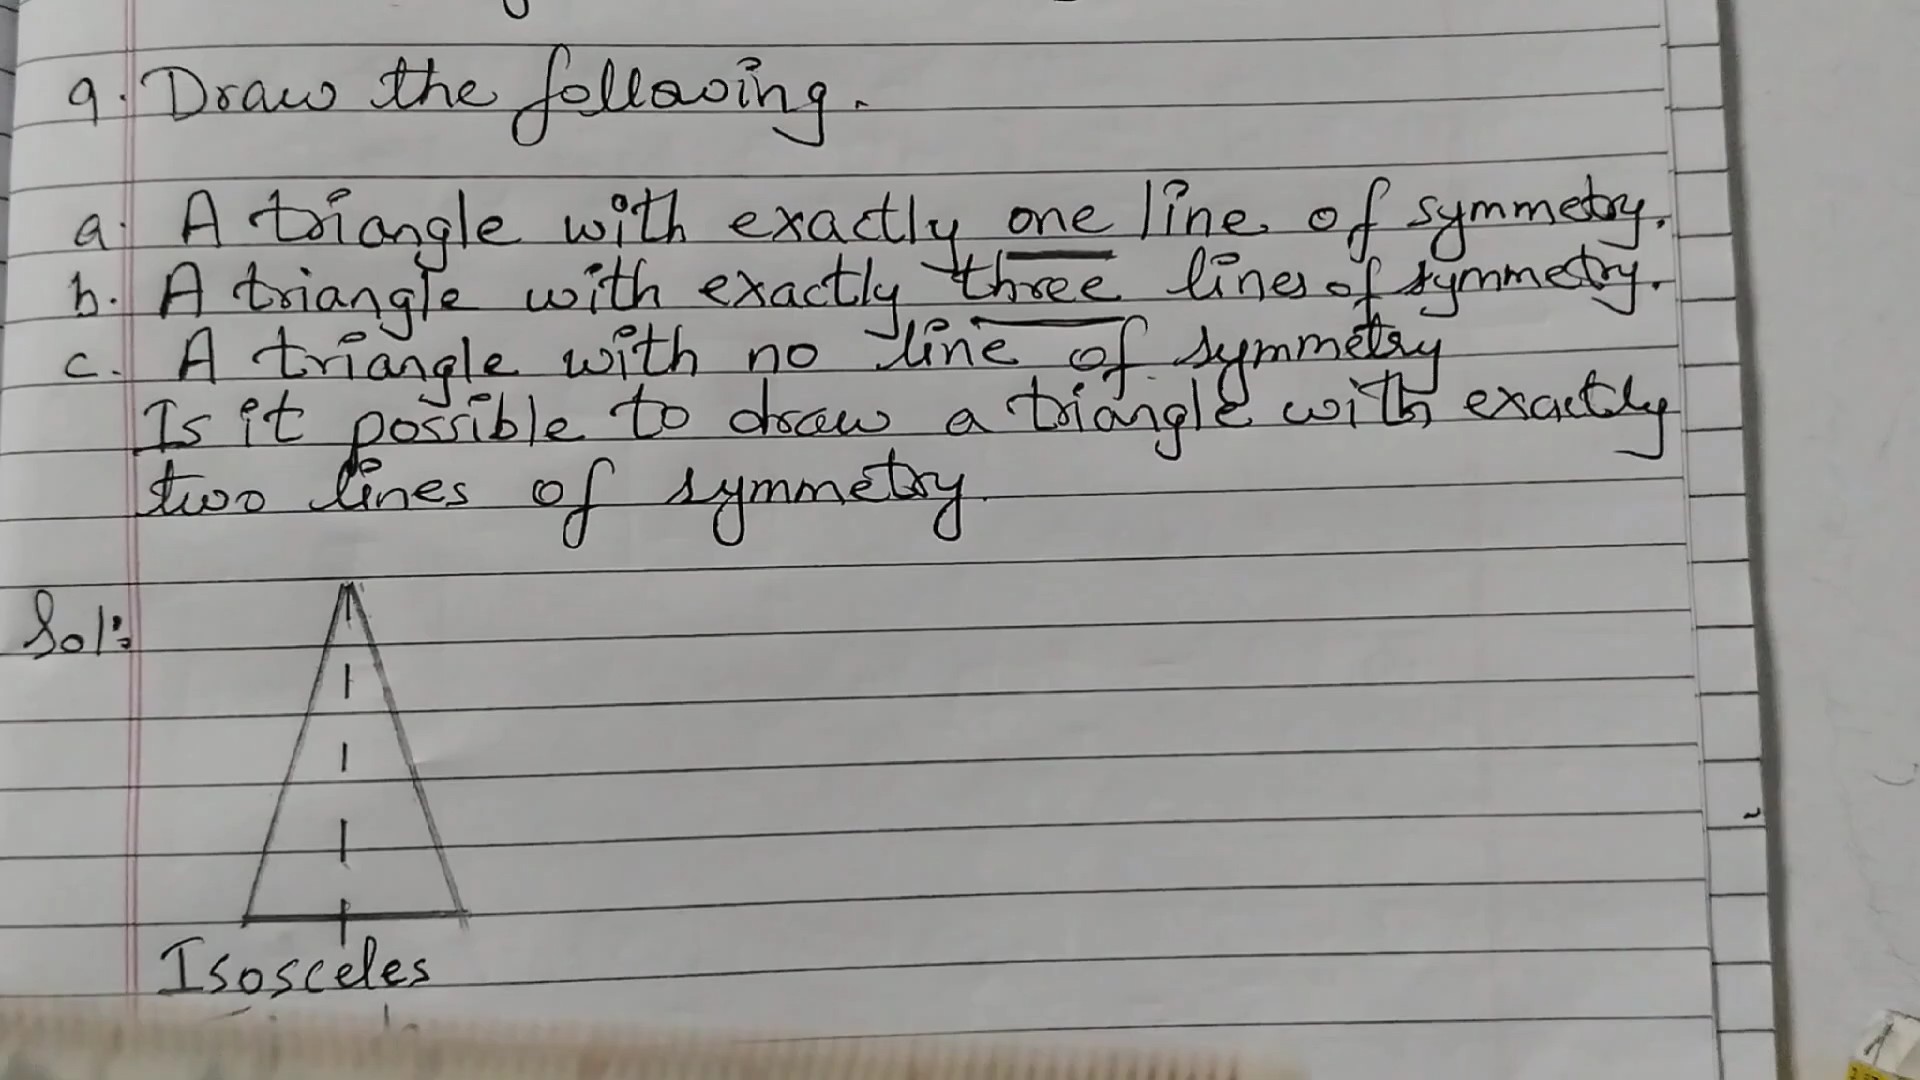 9. Draw the following.
a. A triangle with exactly one line of symmetry.
b. A triangle with exactly three lines of symmetry.
c. A triangle with no line of symmetry
Is it possible to draw a triangle with exactly
two lines of symmetry.
Sol:
Isosceles